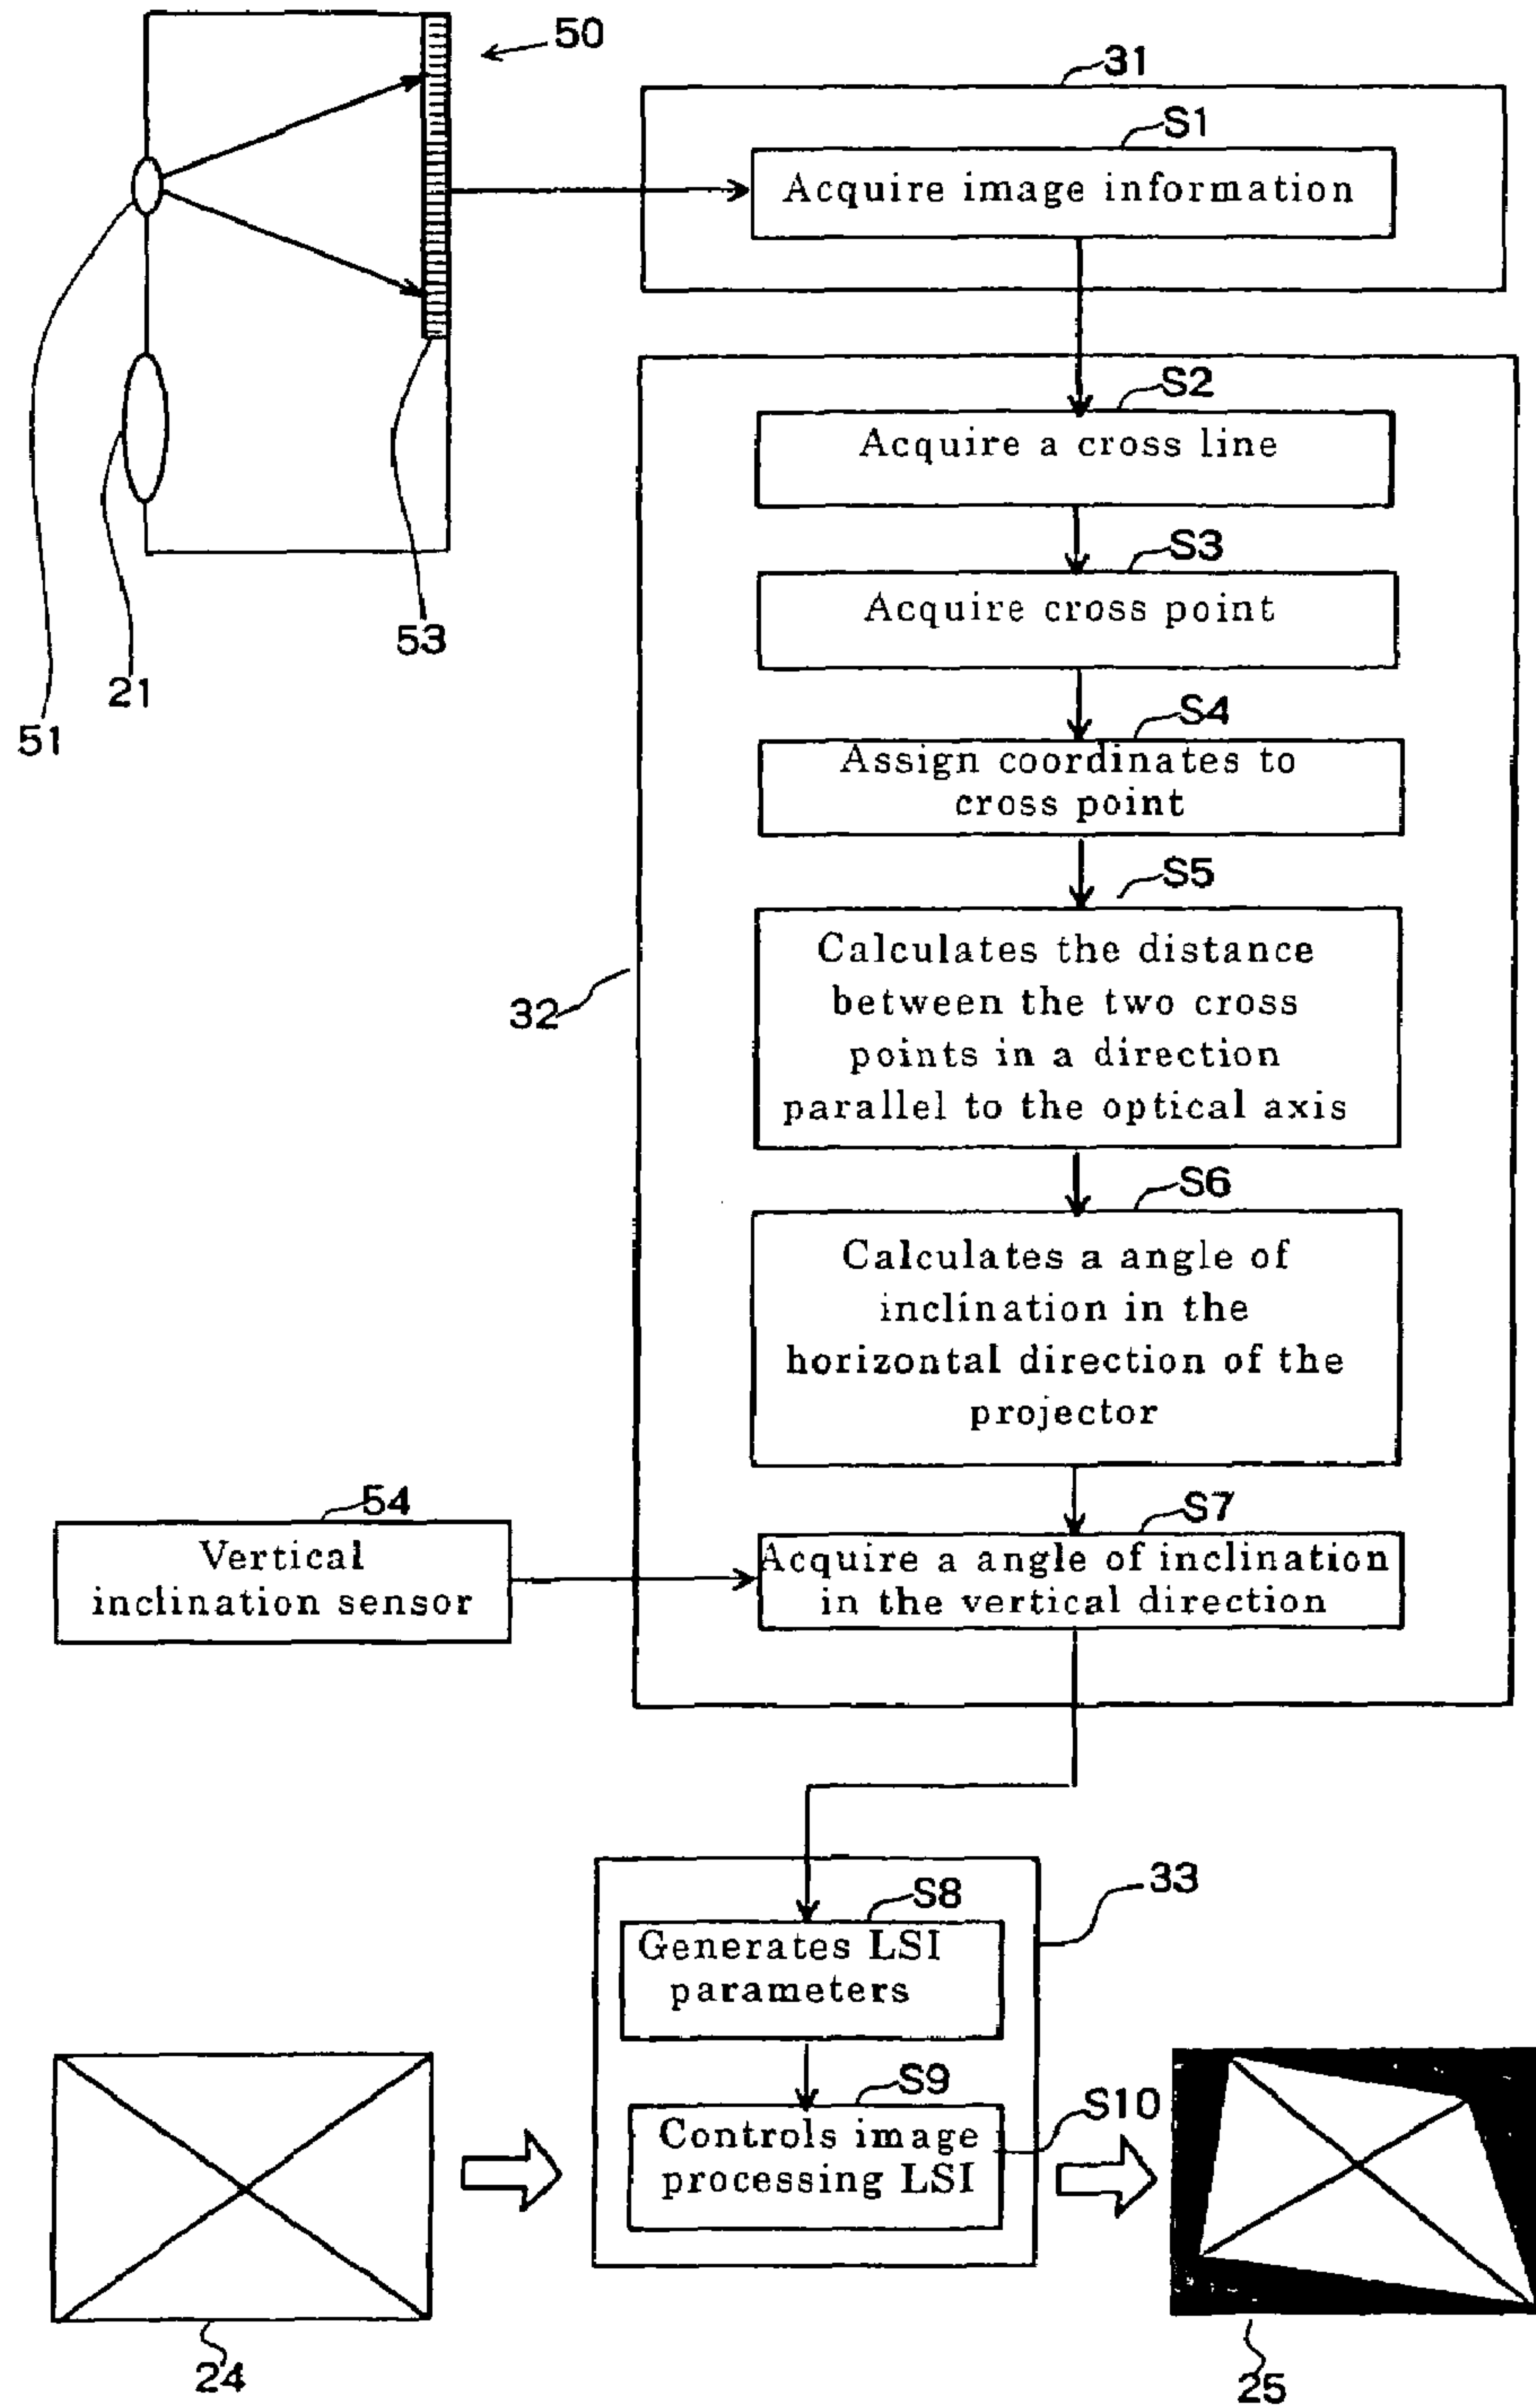 50
31
S1
Acquire image information
S2
Acquire a cross line
S3
Acquire cross point
53
21
51
S4
Assign coordinates to
cross point
S5
Calculates the distance
between the two cross
points in a direction
parallel to the optical axis
32
S6
Calculates a angle of
inclination in the
horizontal direction of the
projector
54
Vertical
inclination sensor
S7
Acquire a angle of inclination
in the vertical direction
33
S8
Generates LSI
parameters
S9
S10
Controls image
processing LSI
24
25